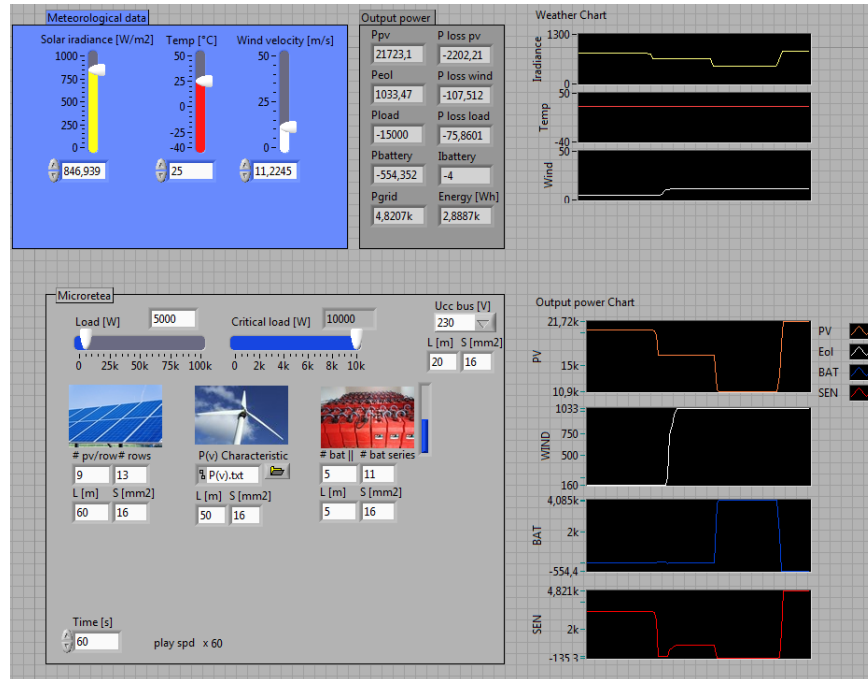 Meteorological data
Solar iradiance [W/m2] Temp [°C] Wind velocity [m/s]
1000 50 50
750 25
500 0 25
250 -25
0 -40 0
846,939 25 11,2245
Output power
Ppv P loss pv
21723,1 -2202,21
Peol P loss wind
1033,47 -107,512
Pload P loss load
-15000 -75,8601
Pbattery Ibattery
-554,352 -4
Pgrid Energy [Wh]
4,8207k 2,8887k
Weather Chart
1300
Iradiance
0
50
Temp
-40
50
Wind
0
Microretea
Load [W] 5000 Critical load [W] 10000
0 25k 50k 75k 100k 0 2k 4k 6k 8k 10k
Ucc bus [V]
230
L [m] S [mm2]
20 16
# pv/row # rows
9 13
L [m] S [mm2]
60 16
P(v) Characteristic
P(v).txt
L [m] S [mm2]
50 16
# bat || # bat series
5 11
L [m] S [mm2]
5 16
Time [s]
60 play spd x 60
Output power Chart
21,72k
PV
15k
10,9k
1033
750
WIND
500
160
4,085k
BAT
2k
-554,4
4,821k
SEN
2k
-135,3
PV
Eol
BAT
SEN